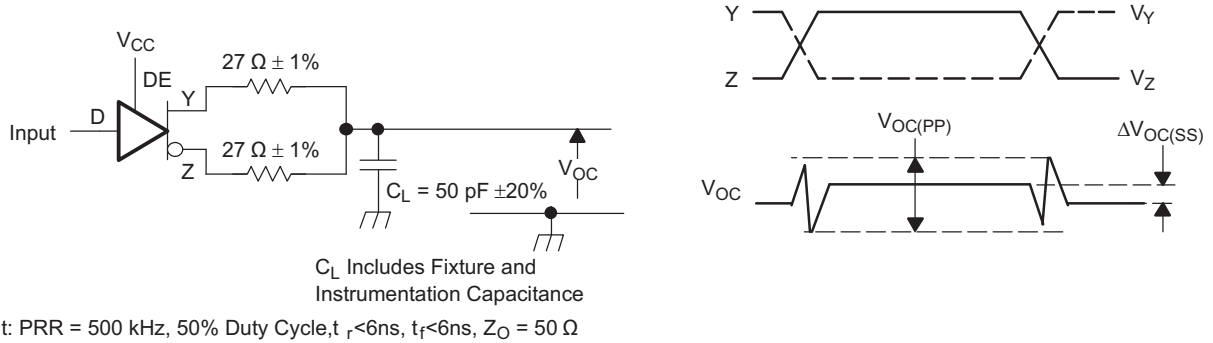 V_CC
DE
27 Ω ± 1%
Y
D
Input
27 Ω ± 1%
Z
V_OC
C_L = 50 pF ±20%
C_L Includes Fixture and
Instrumentation Capacitance
t: PRR = 500 kHz, 50% Duty Cycle,t r<6ns, t_f<6ns, Z_O = 50 Ω
Y
V_Y
Z
V_Z
V_OC(PP)
ΔV_OC(SS)
V_OC